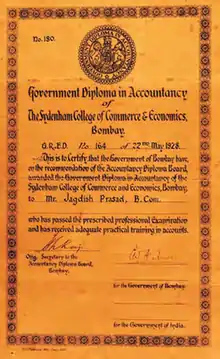 No. 150.
Government Diploma in Accountancy
of
The Sydenham College of Commerce & Economics,
Bombay.
G.R.E.D. No 164 of 22nd May 1928.
This is to Certify that the Government of Bombay have,
on the recommendation of the Accountancy Diploma Board,
awarded the Government Diploma in Accountancy of the
Sydenham College of Commerce and Economics, Bombay,
to Mr. Jagdish Prasad, B.Com.
who has passed the prescribed professional Examination
and has received adequate practical training in accounts.
Secretary to the
Accountancy Diploma Board,
Bombay.
for the Government of Bombay.
for the Government of India.